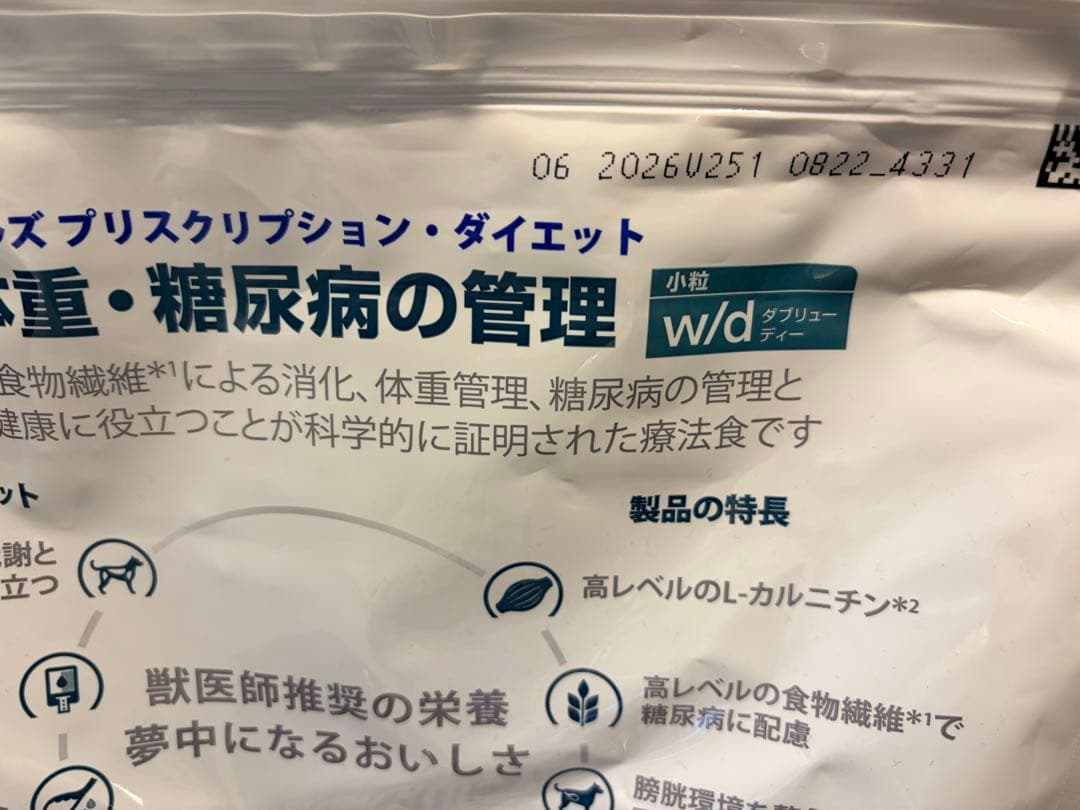 06 2026V251 0822_4331
ズ プリスクリプション・ダイエット
体重・糖尿病の管理
小粒
w/d ダブリュー
ディー
食物繊維*1による消化、体重管理、糖尿病の管理と
健康に役立つことが科学的に証明された療法食です
ット
製品の特長
謝と
立つ
高レベルのL-カルニチン*2
獣医師推奨の栄養
夢中になるおいしさ
高レベルの食物繊維*1で
糖尿病に配慮
膀胱環境を